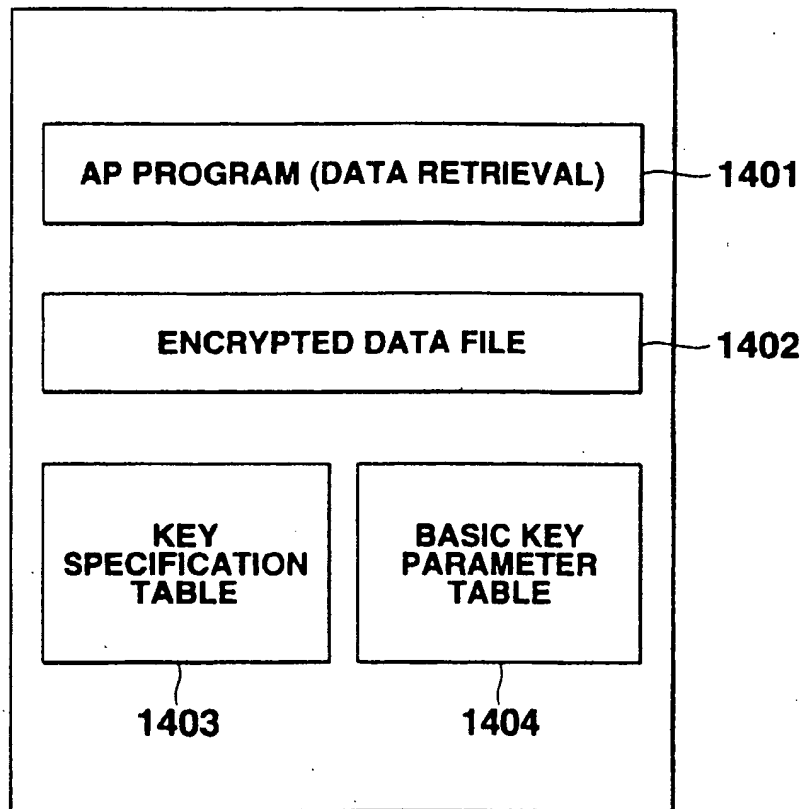 AP PROGRAM (DATA RETRIEVAL)
1401
ENCRYPTED DATA FILE
1402
KEY
SPECIFICATION
TABLE
BASIC KEY
PARAMETER
TABLE
1403
1404